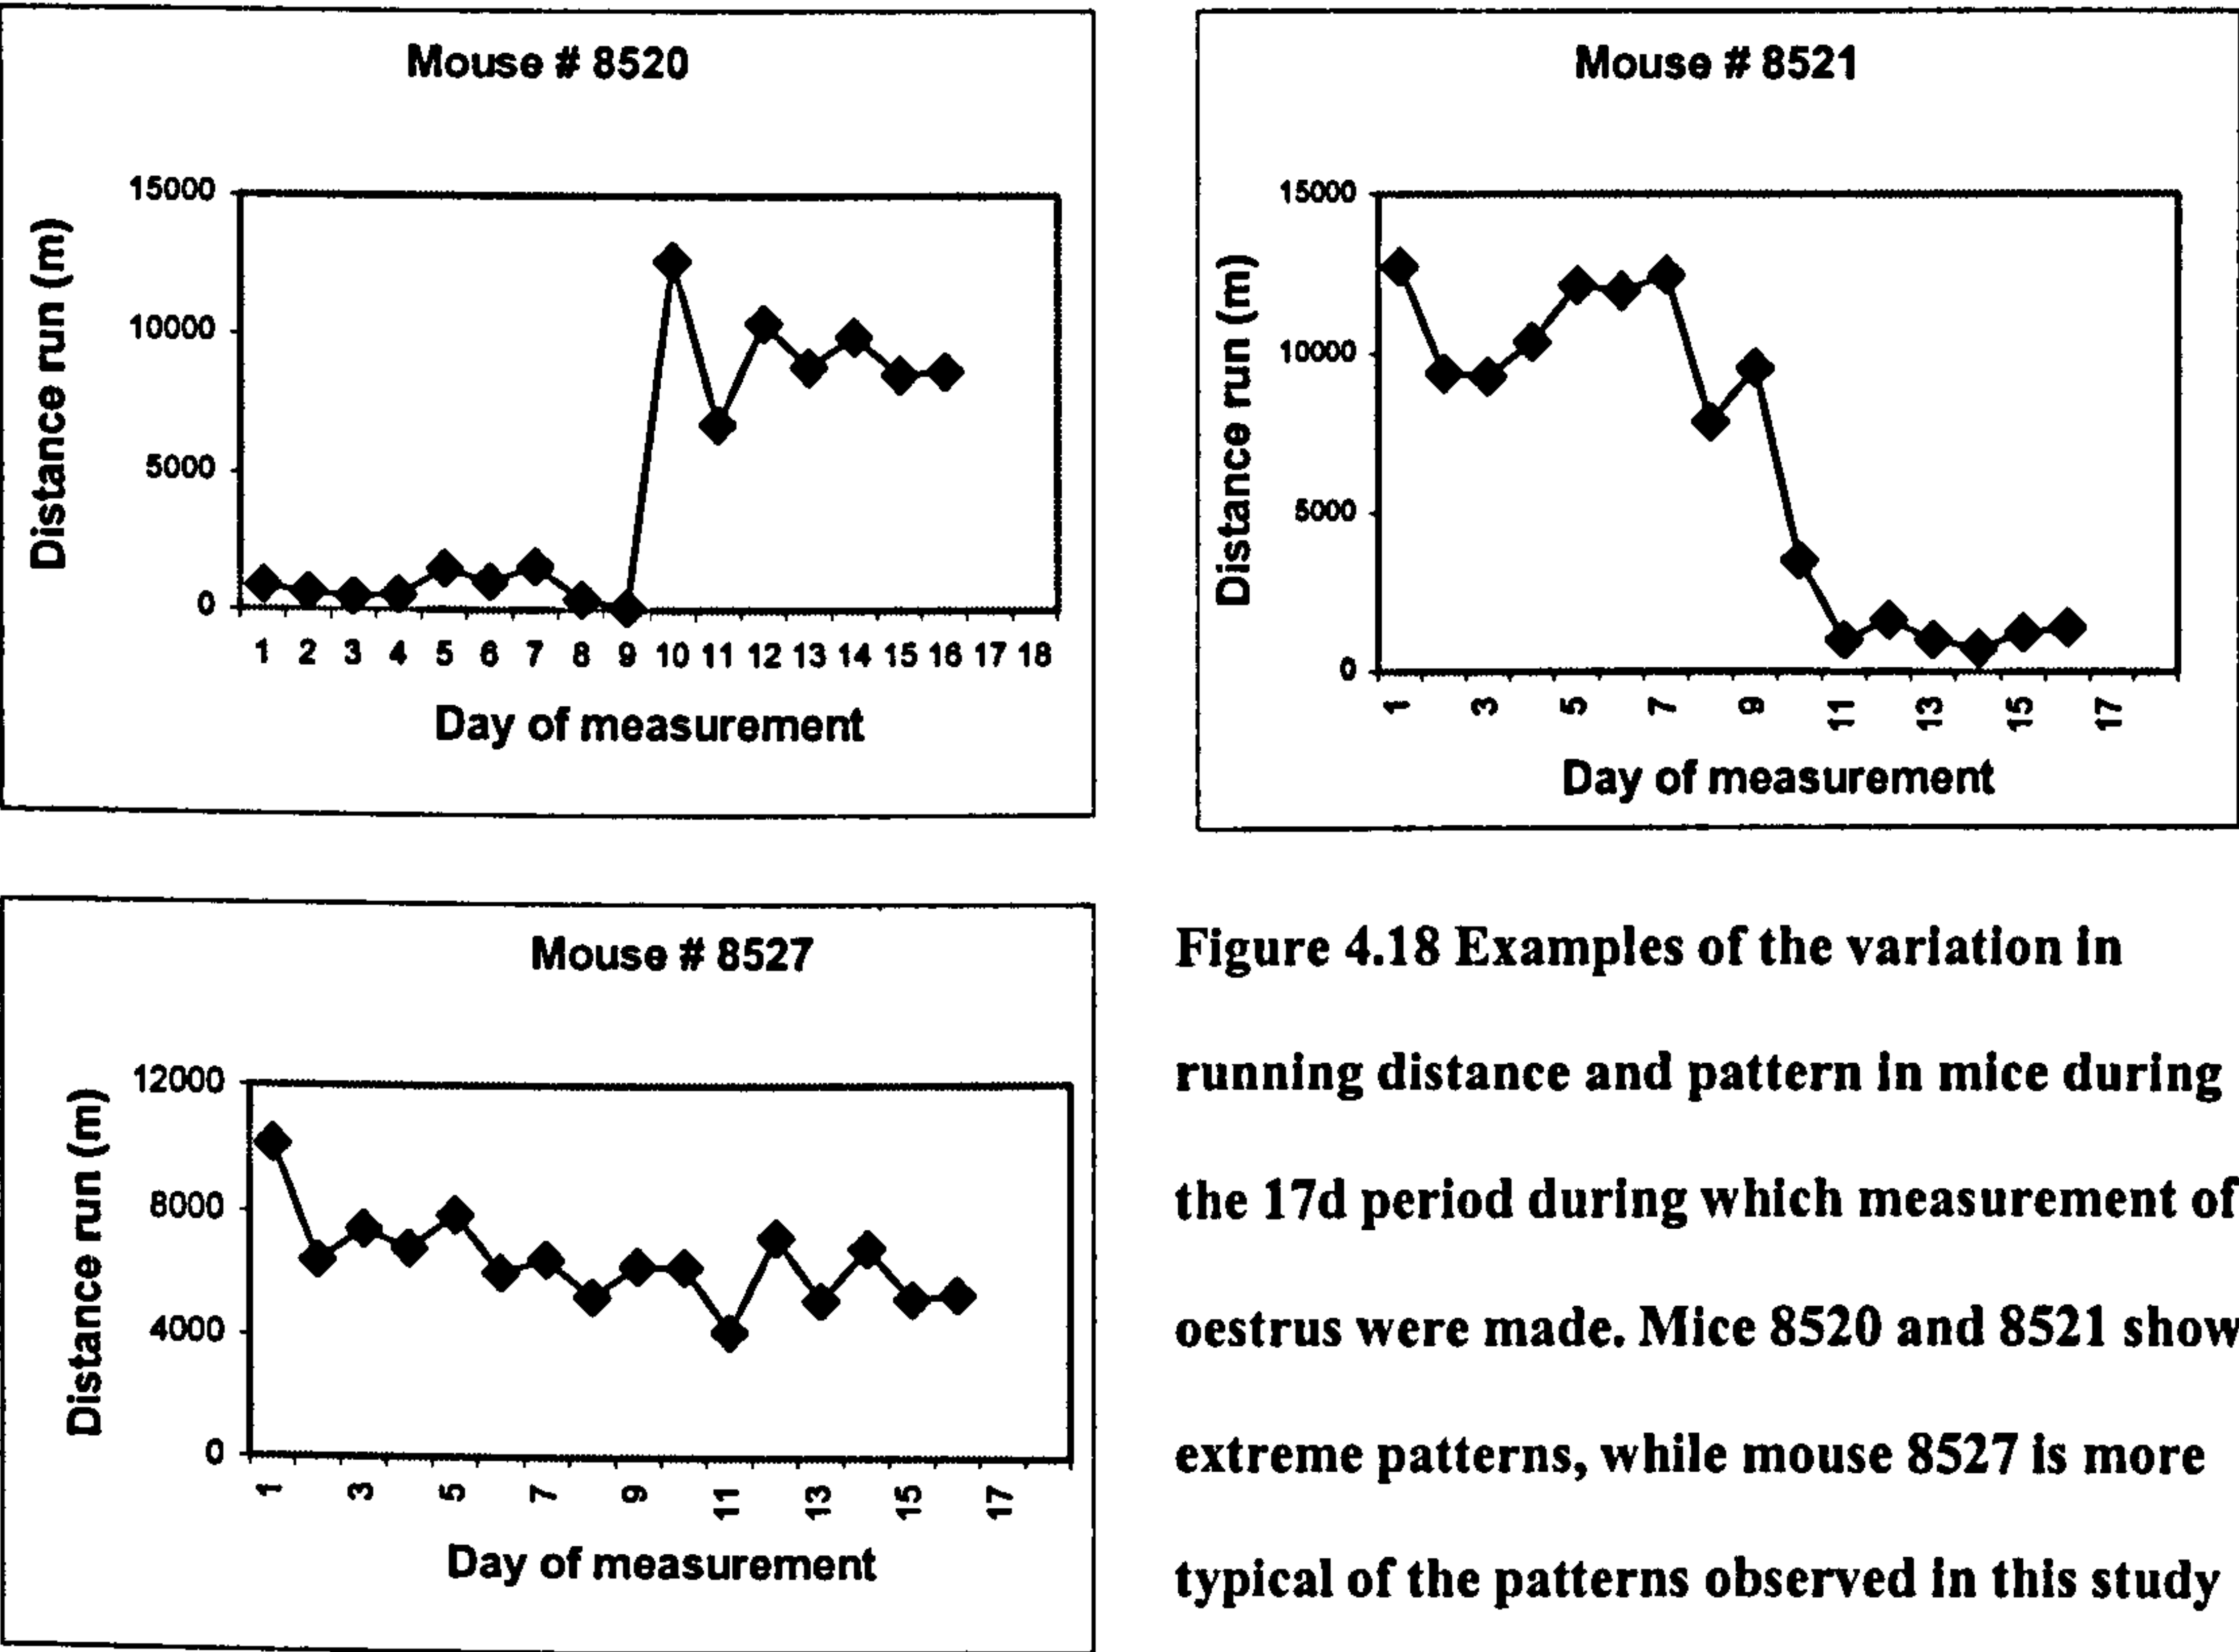 Mouse # 8520
Distance run (m)
15000
10000
5000
0
1 2 3 4 5 6 7 8 9 10 11 12 13 14 15 16 17 18
Day of measurement
Mouse # 8521
Distance run (m)
15000
10000
5000
0
1 3 5 7 9 11 13 15 17
Day of measurement
Mouse # 8527
Distance run (m)
12000
8000
4000
0
1 3 5 7 9 11 13 15 17
Day of measurement
Figure 4.18 Examples of the variation in
running distance and pattern in mice during
the 17d period during which measurement of
oestrus were made. Mice 8520 and 8521 show
extreme patterns, while mouse 8527 is more
typical of the patterns observed in this study